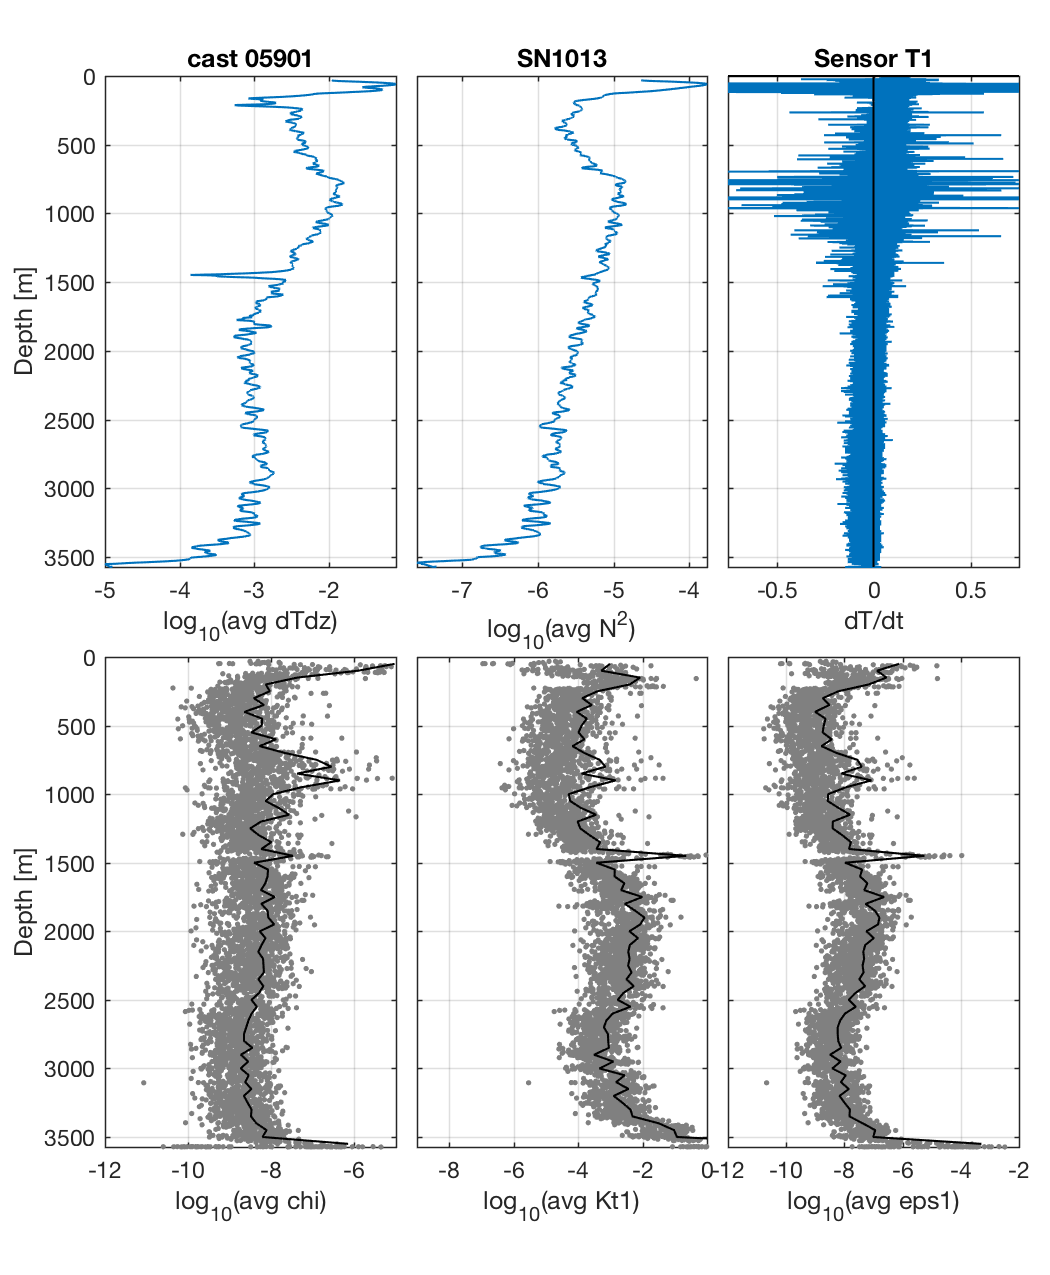 cast 05901
SN1013
Sensor T1
0
500
1000
1500
2000
2500
3000
3500
Depth [m]
-5 -4 -3 -2
-7 -6 -5 -4
-0.5 0 0.5
log10(avg dTdz)
log10(avg N2)
dT/dt
0
500
1000
1500
2000
2500
3000
3500
Depth [m]
-12 -10 -8 -6
-8 -6 -4 -2 0
-12 -10 -8 -6 -4 -2
log10(avg chi)
log10(avg Kt1)
log10(avg eps1)